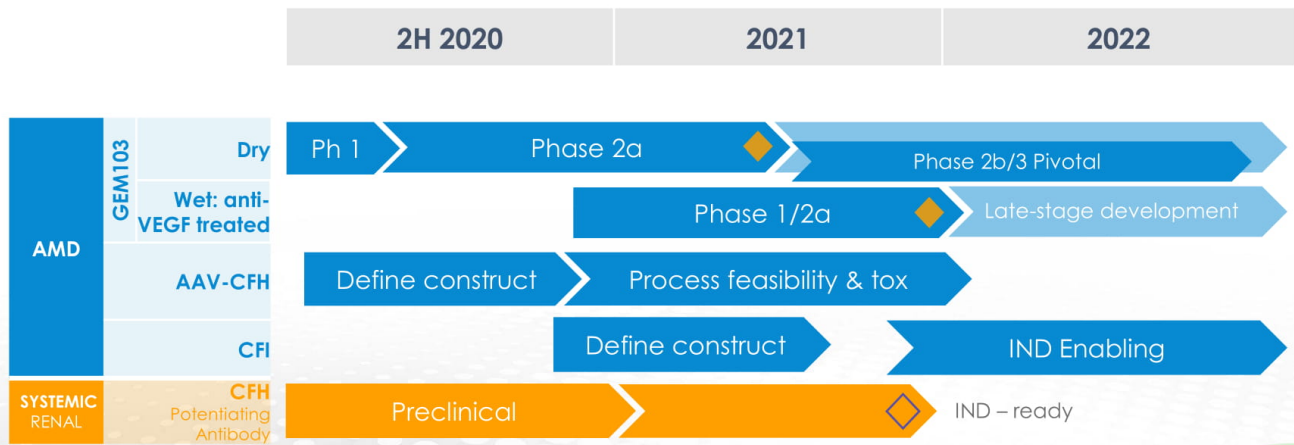 2H 2020
2021
2022
AMD
GEM103
Dry
Ph 1
Phase 2a
Phase 2b/3 Pivotal
Wet: anti-
VEGF treated
Phase 1/2a
Late-stage development
AAV-CFH
Define construct
Process feasibility & tox
CFI
Define construct
IND Enabling
SYSTEMIC
RENAL
CFH
Potentiating
Antibody
Preclinical
IND – ready